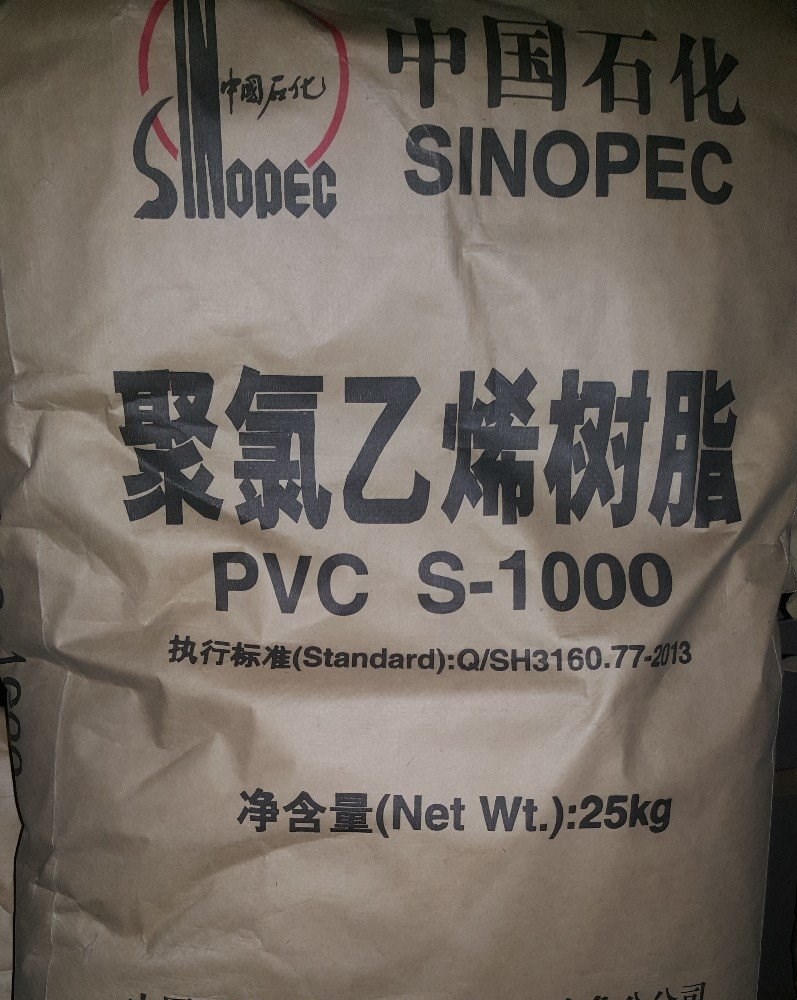 中國石化
SINOPEC
中国石化
SINOPEC
聚氯乙烯树脂
PVC S-1000
执行标准(Standard):Q/SH3160.77-2013
净含量(Net Wt.):25kg